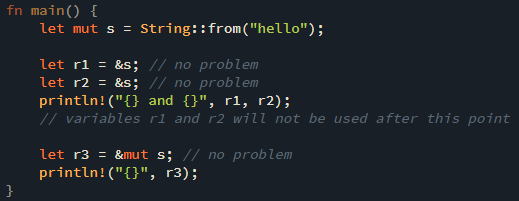 fn main() {
    let mut s = String::from("hello");

    let r1 = &s; // no problem
    let r2 = &s; // no problem
    println!("{} and {}", r1, r2);
    // variables r1 and r2 will not be used after this point

    let r3 = &mut s; // no problem
    println!("{}", r3);
}